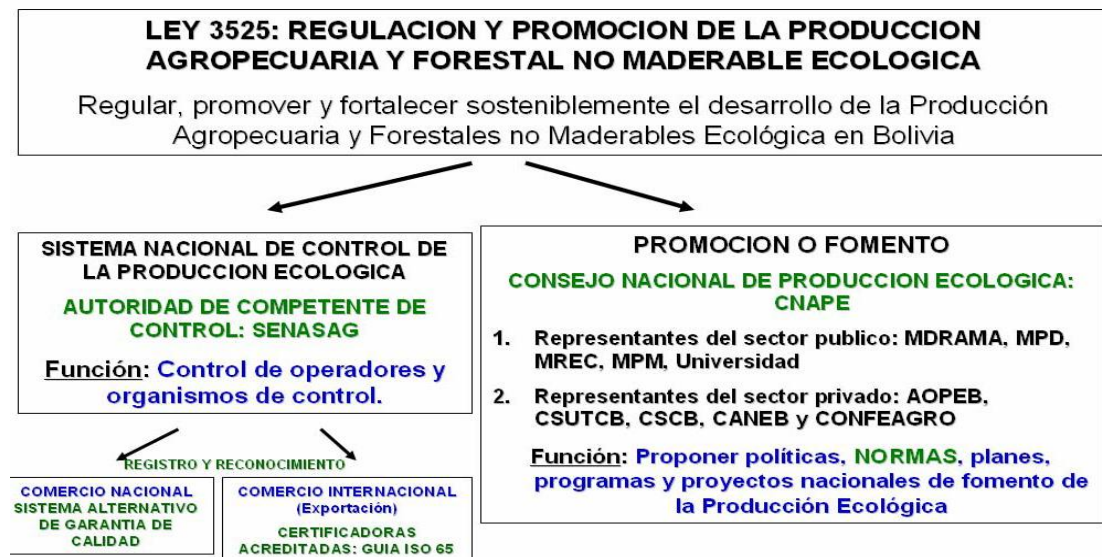 LEY 3525: REGULACION Y PROMOCION DE LA PRODUCCION
AGROPECUARIA Y FORESTAL NO MADERABLE ECOLOGICA
Regular, promover y fortalecer sosteniblemente el desarrollo de la Producción
Agropecuaria y Forestales no Maderables Ecológica en Bolivia
SISTEMA NACIONAL DE CONTROL DE
LA PRODUCCION ECOLOGICA
AUTORIDAD DE COMPETENTE DE
CONTROL: SENASAG
Función: Control de operadores y
organismos de control.
REGISTRO Y RECONOCIMIENTO
COMERCIO NACIONAL
SISTEMA ALTERNATIVO
DE GARANTIA DE
CALIDAD
COMERCIO INTERNACIONAL
(Exportación)
CERTIFICADORAS
ACREDITADAS: GUIA ISO 65
PROMOCION O FOMENTO
CONSEJO NACIONAL DE PRODUCCION ECOLOGICA:
CNAPE
1. Representantes del sector publico: MDRAMA, MPD,
MREC, MPM, Universidad
2. Representantes del sector privado: AOPEB,
CSUTCB, CSCB, CANEB y CONFEAGRO
Función: Proponer políticas, NORMAS, planes,
programas y proyectos nacionales de fomento de
la Producción Ecológica